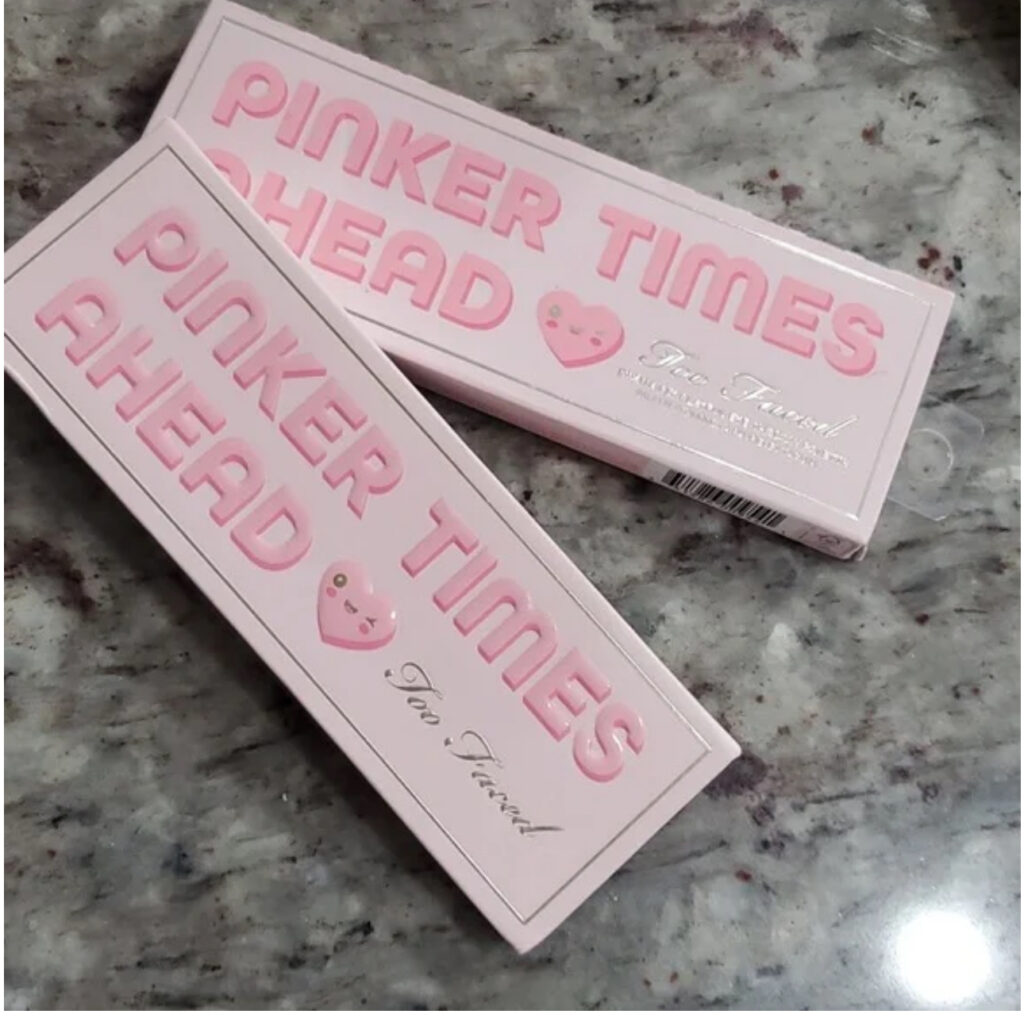 PINKER TIMES
AHEAD
Too Faced
PINKER TIMES
AHEAD
Too Faced